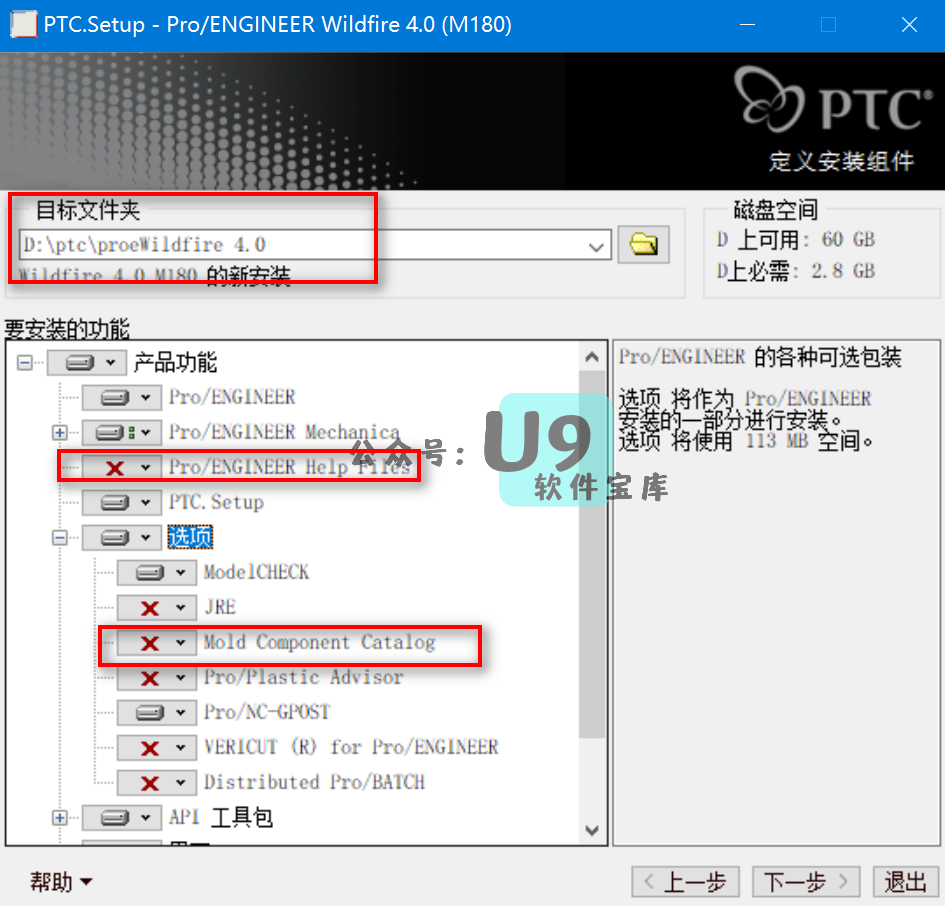 PTC.Setup - Pro/ENGINEER Wildfire 4.0 (M180)
PTC®
定义安装组件
目标文件夹
D:\ptc\proeWildfire 4.0
Wildfire 4.0 M180 的新安装
磁盘空间
D 上可用: 60 GB
D上必需: 2.8 GB
要安装的功能
产品功能
Pro/ENGINEER
Pro/ENGINEER Mechanica
Pro/ENGINEER Help Files
PTC.Setup
选项
ModelCHECK
JRE
Mold Component Catalog
Pro/Plastic Advisor
Pro/NC-GPOST
VERICUT (R) for Pro/ENGINEER
Distributed Pro/BATCH
API 工具包
Pro/ENGINEER 的各种可选包装
选项 将作为 Pro/ENGINEER
安装的一部分进行安装。
选项 将使用 113 MB 空间。
公众号：U9
软件宝库
帮助
< 上一步
下一步 >
退出